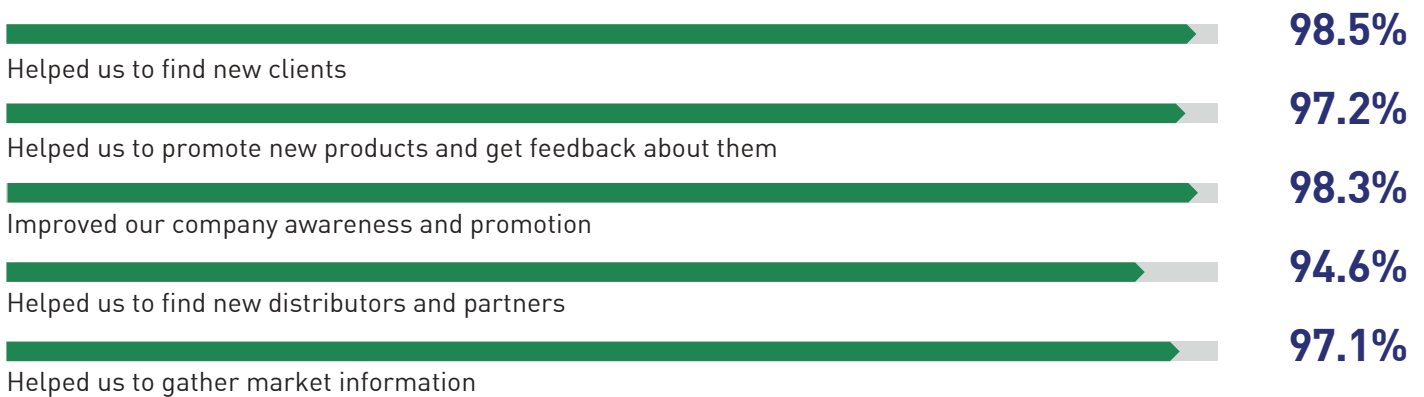 98.5%
Helped us to find new clients
97.2%
Helped us to promote new products and get feedback about them
98.3%
Improved our company awareness and promotion
94.6%
Helped us to find new distributors and partners
97.1%
Helped us to gather market information